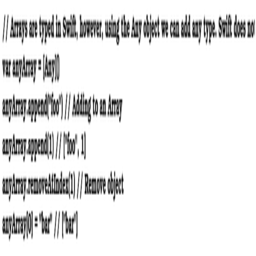 // Arrays are typed in Swift, however, using the Any object we can add any type. Swift does
var anyArray = [Any]()
anyArray.append("foo") // Adding to an Array
anyArray.append(1) // ["foo", 1]
anyArray.removeAtIndex(1) // Remove object
anyArray[0] = "bar" // ["bar"]